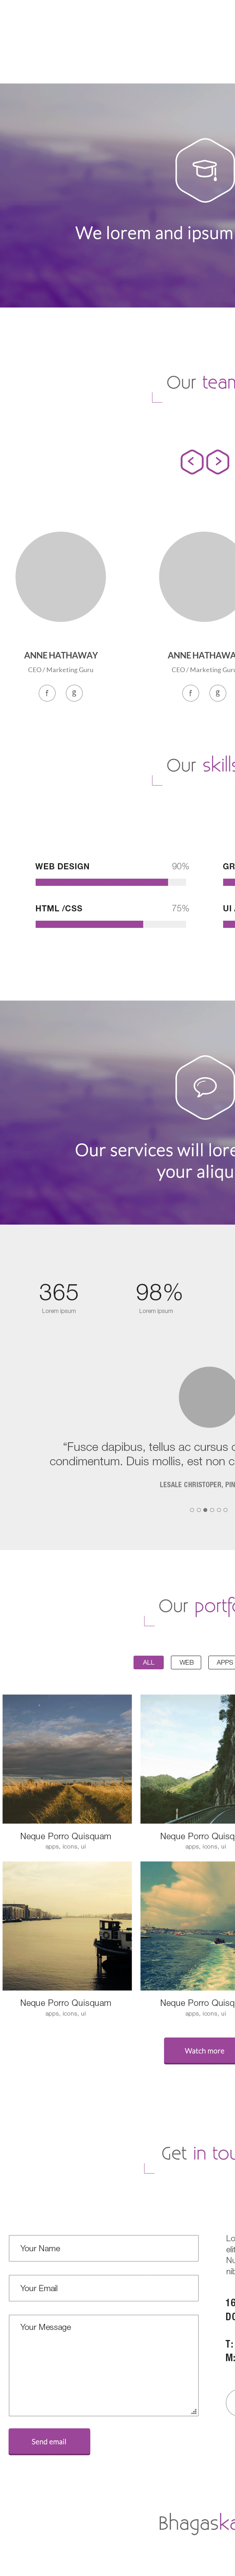 We lorem and ipsum
Our team
ANNE HATHAWAY ANNE HATHAWA
CEO / Marketing Guru CEO / Marketing Guru
f g f g
Our skills
WEB DESIGN 90% GR
HTML /CSS 75% UI /
Our services will lore
your aliqu
365 98%
Lorem ipsum Lorem ipsum
“Fusce dapibus, tellus ac cursus c
condimentum. Duis mollis, est non c
LESALE CHRISTOPER, PIN
Our portfo
ALL WEB APPS
Neque Porro Quisquam Neque Porro Quisq
apps, icons, ui apps, icons, ui
Neque Porro Quisquam Neque Porro Quisq
apps, icons, ui apps, icons, ui
Watch more
Get in tou
Your Name
Your Email
Your Message
Lo
elit
Nu
nib
16
DC
T:
M:
Send email
Bhagaska